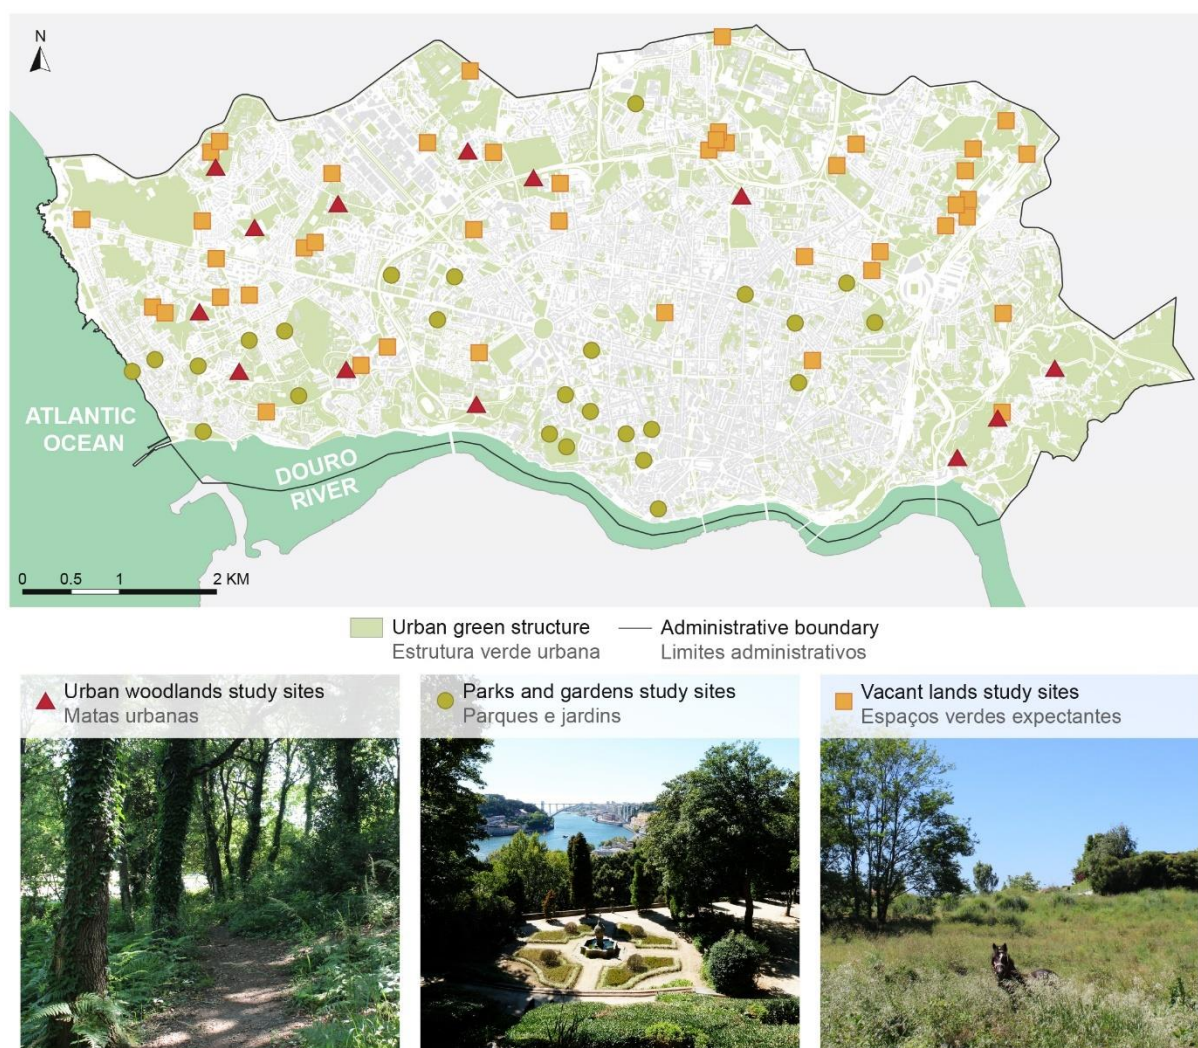 N
ATLANTIC
OCEAN
DOURO
RIVER
0 0.5 1 2 KM
Urban green structure
Estrutura verde urbana
Administrative boundary
Limites administrativos
Urban woodlands study sites
Matas urbanas
Parks and gardens study sites
Parques e jardins
Vacant lands study sites
Espaços verdes expectantes